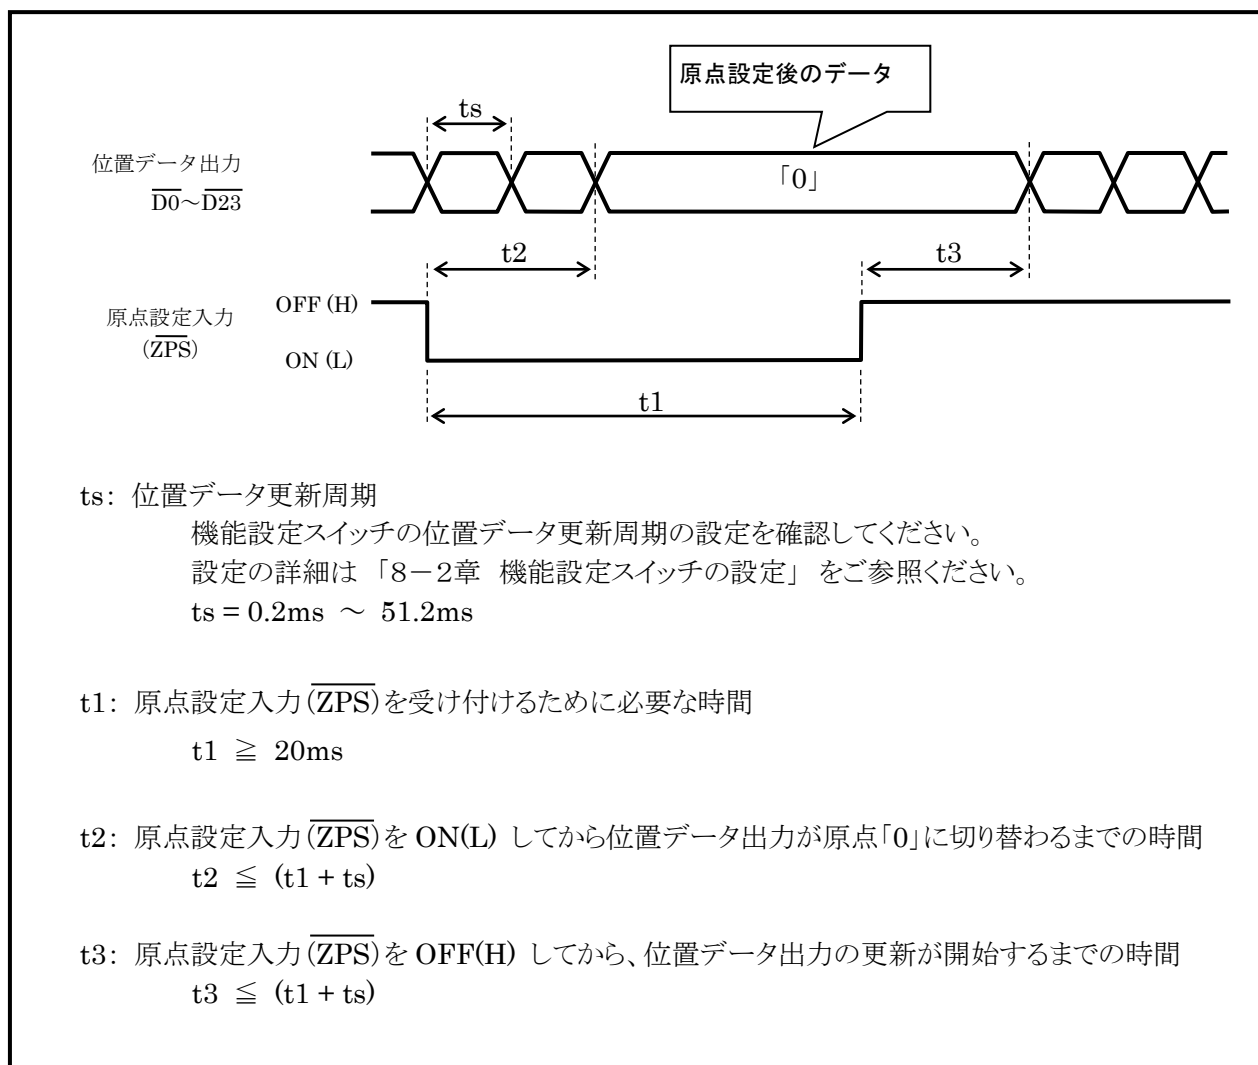 原点設定後のデータ
ts
位置データ出力
D0～D23
「0」
t2
t3
原点設定入力
(ZPS)
OFF (H)
ON (L)
t1
ts： 位置データ更新周期
機能設定スイッチの位置データ更新周期の設定を確認してください。
設定の詳細は 「８－２章 機能設定スイッチの設定」 をご参照ください。
ts = 0.2ms ～ 51.2ms
t1： 原点設定入力(ZPS)を受け付けるために必要な時間
t1 ≧ 20ms
t2： 原点設定入力(ZPS)を ON(L) してから位置データ出力が原点「0」に切り替わるまでの時間
t2 ≦ (t1 + ts)
t3： 原点設定入力(ZPS)を OFF(H) してから、位置データ出力の更新が開始するまでの時間
t3 ≦ (t1 + ts)